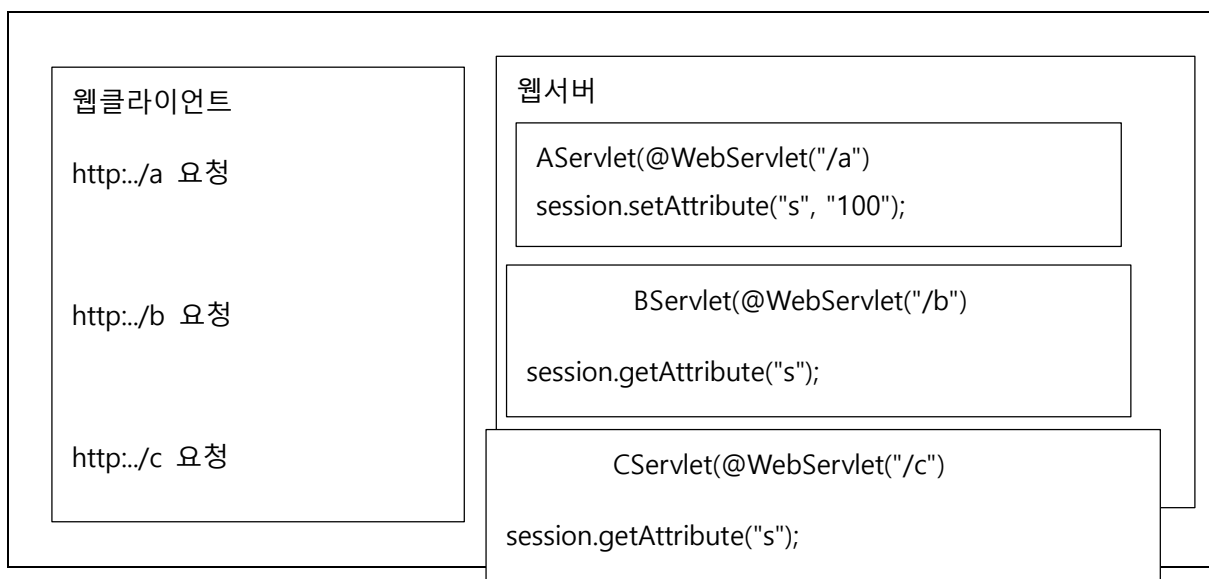 웹클라이언트
http:../a 요청
http:../b 요청
http:../c 요청
웹서버
AServlet(@WebServlet("/a")
session.setAttribute("s", "100");
BServlet(@WebServlet("/b")
session.getAttribute("s");
CServlet(@WebServlet("/c")
session.getAttribute("s");